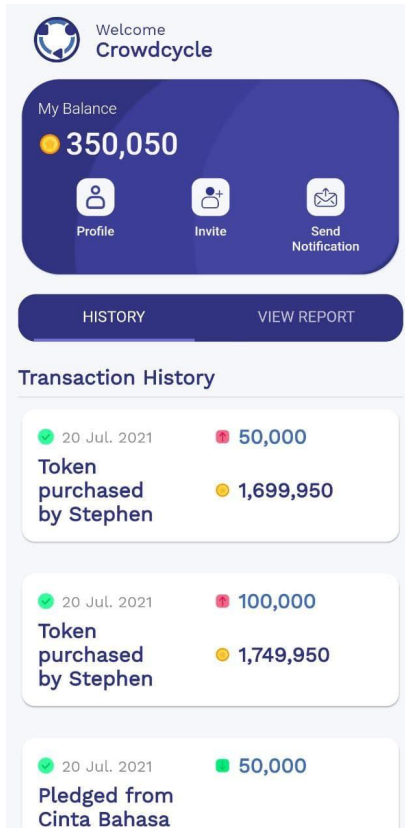 Welcome
Crowdcycle
My Balance
350,050
Profile
Invite
Send
Notification
HISTORY
VIEW REPORT
Transaction History
20 Jul. 2021
50,000
Token
purchased
by Stephen
1,699,950
20 Jul. 2021
100,000
Token
purchased
by Stephen
1,749,950
20 Jul. 2021
50,000
Pledged from
Cinta Bahasa